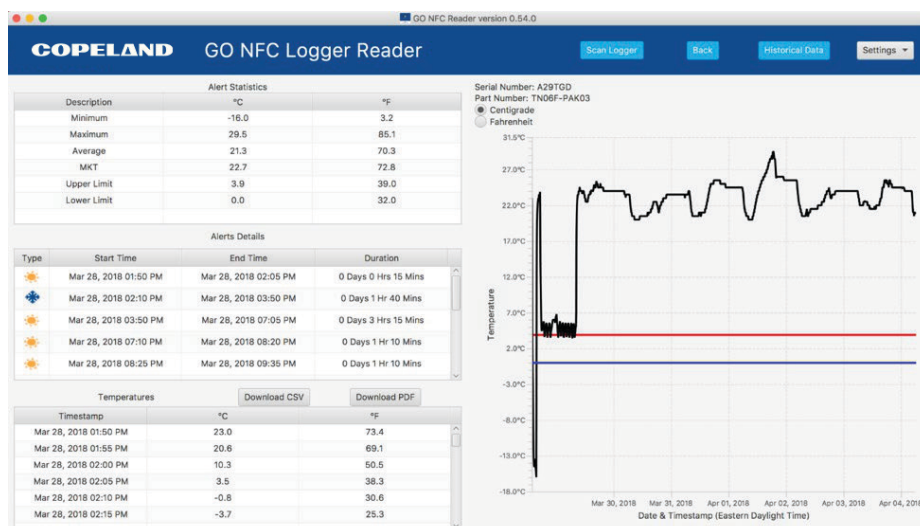 GO NFC Reader version 0.54.0
COPELAND GO NFC Logger Reader Scan Logger Back Historical Data Settings
Alert Statistics
Description °C °F
Minimum -16.0 3.2
Maximum 29.5 85.1
Average 21.3 70.3
MKT 22.7 72.8
Upper Limit 3.9 39.0
Lower Limit 0.0 32.0
Alerts Details
Type Start Time End Time Duration
Mar 28, 2018 01:50 PM Mar 28, 2018 02:05 PM 0 Days 0 Hrs 15 Mins
Mar 28, 2018 02:10 PM Mar 28, 2018 03:50 PM 0 Days 1 Hr 40 Mins
Mar 28, 2018 03:50 PM Mar 28, 2018 07:05 PM 0 Days 3 Hrs 15 Mins
Mar 28, 2018 07:10 PM Mar 28, 2018 08:20 PM 0 Days 1 Hr 10 Mins
Mar 28, 2018 08:25 PM Mar 28, 2018 09:35 PM 0 Days 1 Hr 10 Mins
Temperatures Download CSV Download PDF
Timestamp °C °F
Mar 28, 2018 01:50 PM 23.0 73.4
Mar 28, 2018 01:55 PM 20.6 69.1
Mar 28, 2018 02:00 PM 10.3 50.5
Mar 28, 2018 02:05 PM 3.5 38.3
Mar 28, 2018 02:10 PM -0.8 30.6
Mar 28, 2018 02:15 PM -3.7 25.3
Serial Number: A29TGD
Part Number: TN06F-PAK03
Centigrade
Fahrenheit
31.5°C
27.0°C
22.0°C
17.0°C
12.0°C
7.0°C
2.0°C
-3.0°C
-8.0°C
-13.0°C
-18.0°C
Temperature
Mar 30, 2018 Mar 31, 2018 Apr 01, 2018 Apr 02, 2018 Apr 03, 2018 Apr 04, 2018
Date & Timestamp (Eastern Daylight Time)